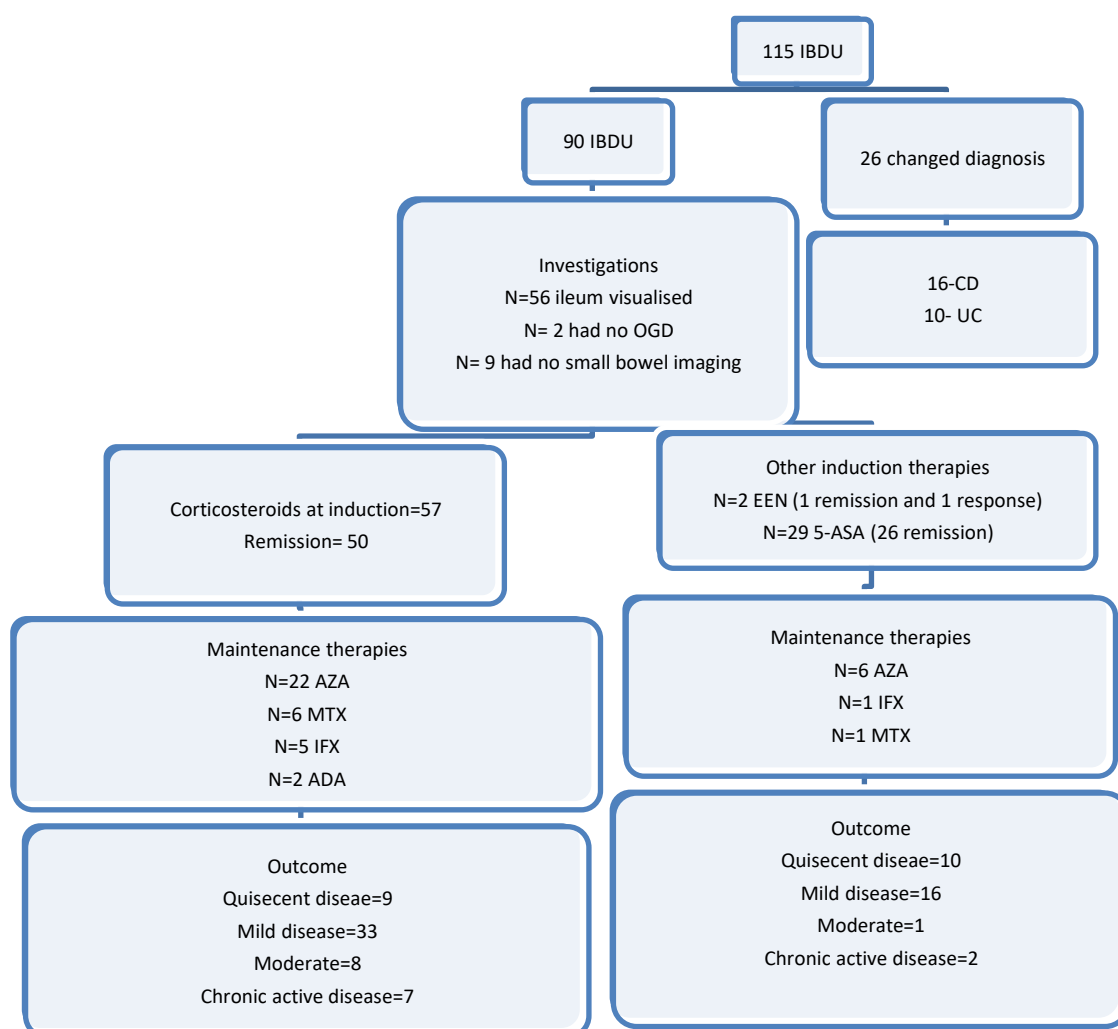 115 IBDU
90 IBDU
26 changed diagnosis
Investigations
N=56 ileum visualised
N= 2 had no OGD
N= 9 had no small bowel imaging
16-CD
10- UC
Corticosteroids at induction=57
Remission= 50
Other induction therapies
N=2 EEN (1 remission and 1 response)
N=29 5-ASA (26 remission)
Maintenance therapies
N=22 AZA
N=6 MTX
N=5 IFX
N=2 ADA
Maintenance therapies
N=6 AZA
N=1 IFX
N=1 MTX
Outcome
Quisecent diseae=9
Mild disease=33
Moderate=8
Chronic active disease=7
Outcome
Quisecent diseae=10
Mild disease=16
Moderate=1
Chronic active disease=2